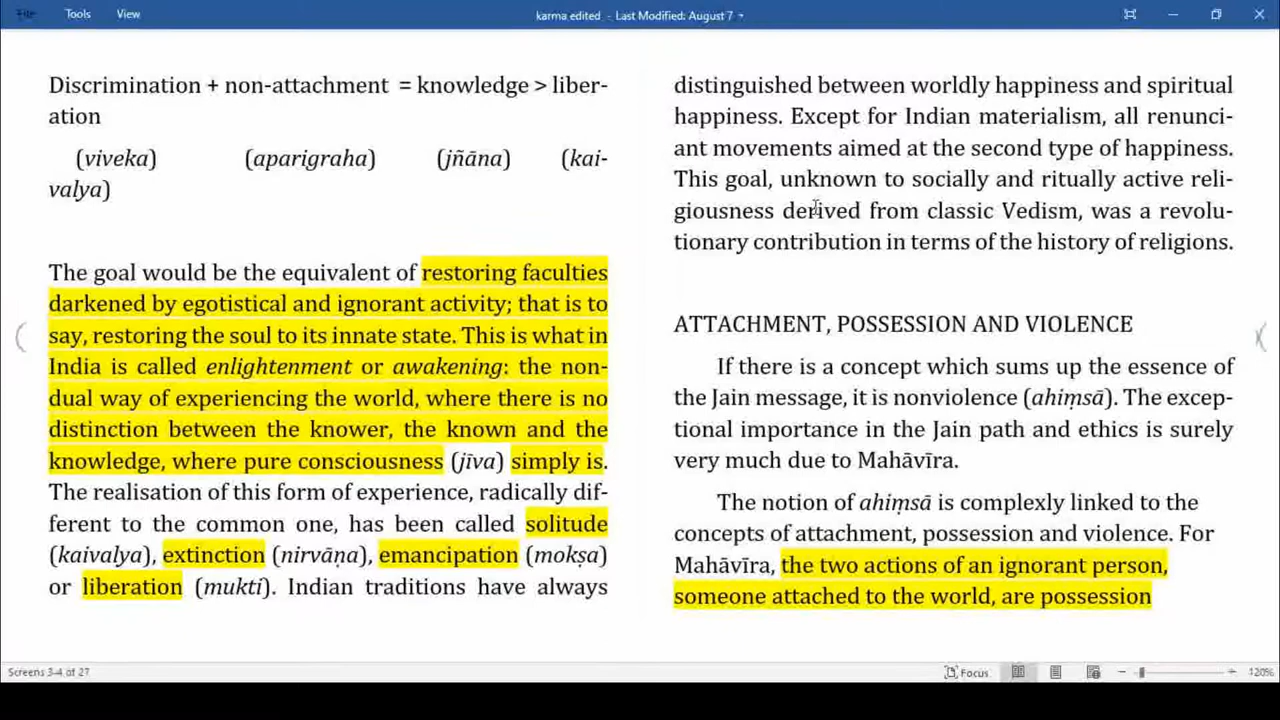 File Tools View karma edited - Last Modified: August 7
Discrimination + non-attachment = knowledge > liber-
ation
(viveka) (aparigraha) (jñāna) (kai-
valya)
The goal would be the equivalent of restoring faculties
darkened by egotistical and ignorant activity; that is to
say, restoring the soul to its innate state. This is what in
India is called enlightenment or awakening: the non-
dual way of experiencing the world, where there is no
distinction between the knower, the known and the
knowledge, where pure consciousness (jīva) simply is.
The realisation of this form of experience, radically dif-
ferent to the common one, has been called solitude
(kaivalya), extinction (nirvāṇa), emancipation (mokṣa)
or liberation (mukti). Indian traditions have always
distinguished between worldly happiness and spiritual
happiness. Except for Indian materialism, all renunci-
ant movements aimed at the second type of happiness.
This goal, unknown to socially and ritually active reli-
giousness derived from classic Vedism, was a revolu-
tionary contribution in terms of the history of religions.
ATTACHMENT, POSSESSION AND VIOLENCE
If there is a concept which sums up the essence of
the Jain message, it is nonviolence (ahiṃsā). The excep-
tional importance in the Jain path and ethics is surely
very much due to Mahāvīra.
The notion of ahiṃsā is complexly linked to the
concepts of attachment, possession and violence. For
Mahāvīra, the two actions of an ignorant person,
someone attached to the world, are possession
Screens 3-4 of 27 Focus 120%